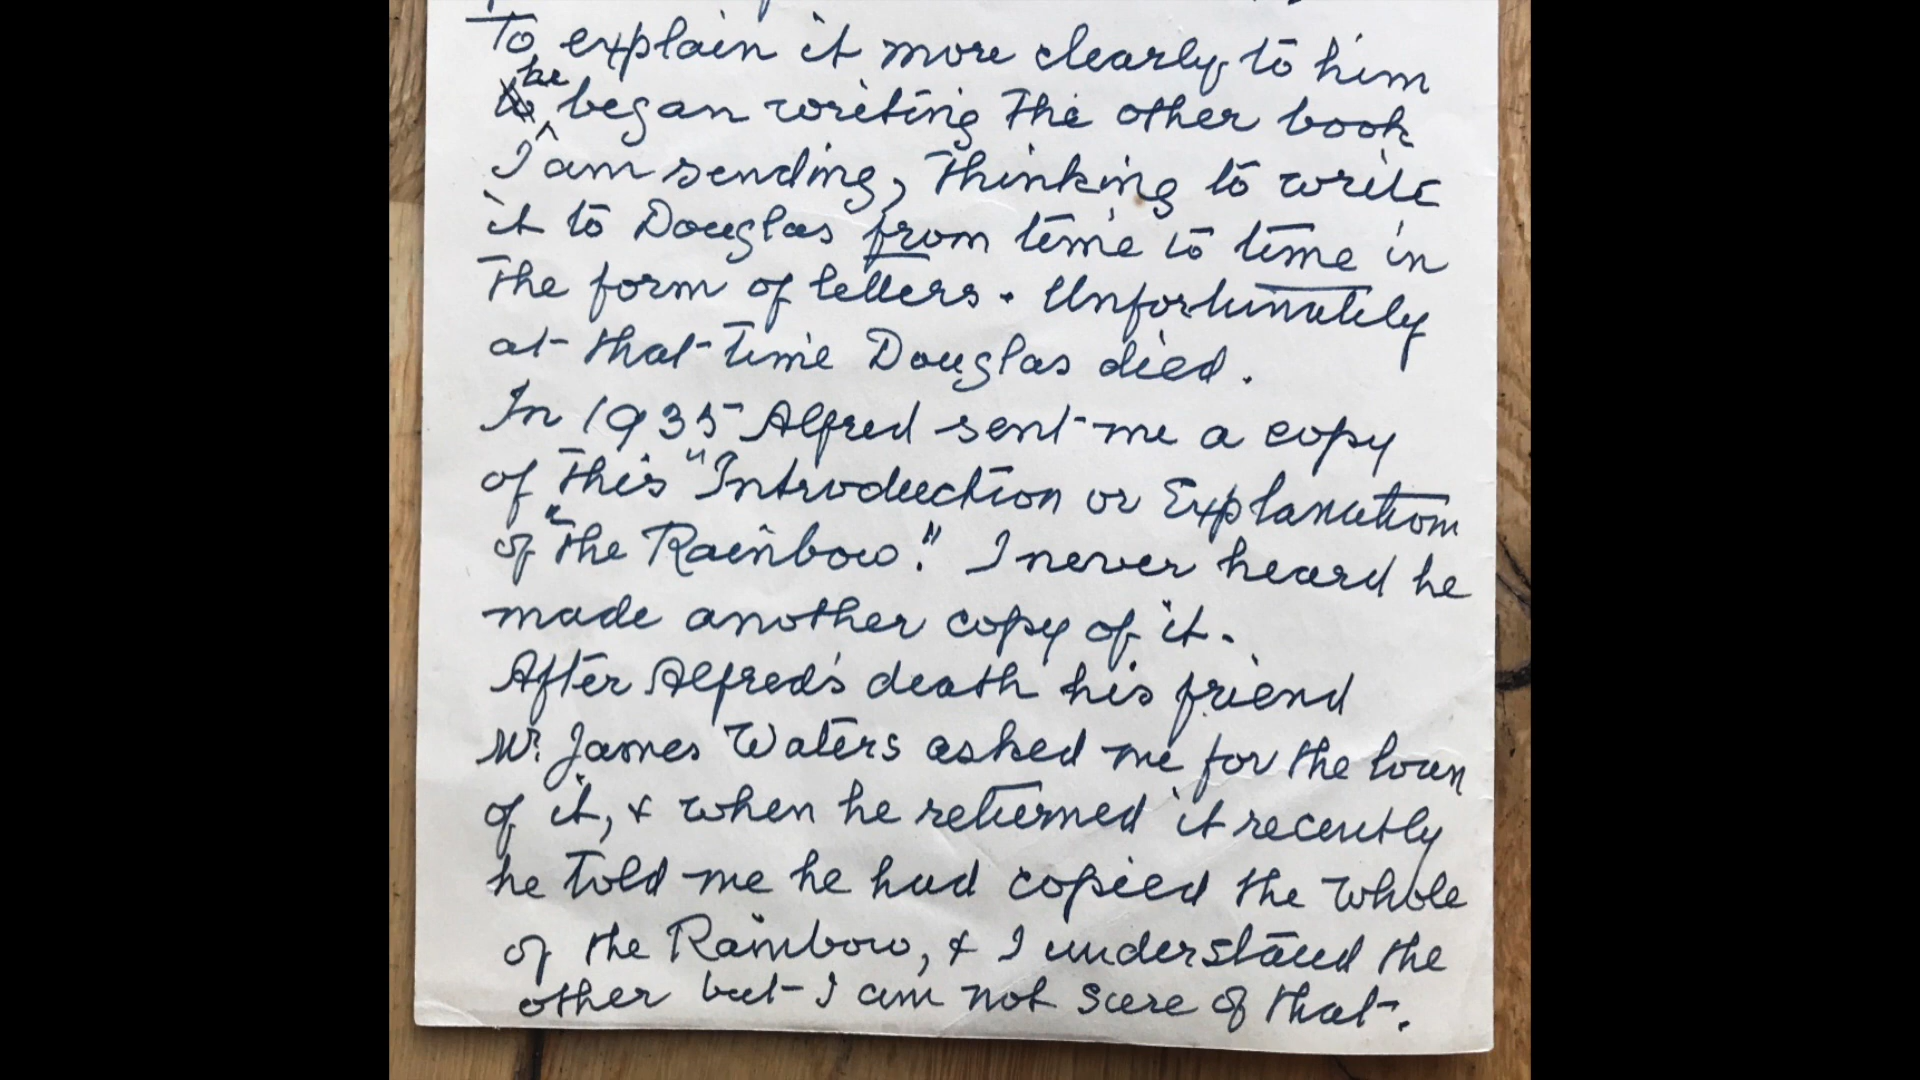 To explain it more clearly to him
he began writing the other book
I am sending, thinking to write
it to Douglas from time to time in
the form of letters. Unfortunately
at that time Douglas died.
In 1935 Alfred sent me a copy
of this "Introduction or Explanation
of "the Rainbow." I never heard he
made another copy of it.
After Alfred's death his friend
Mr. James Waters asked me for the loan
of it, & when he returned it recently
he told me he had copied the whole
of the Rainbow, & I understand the
other but I am not sure of that.